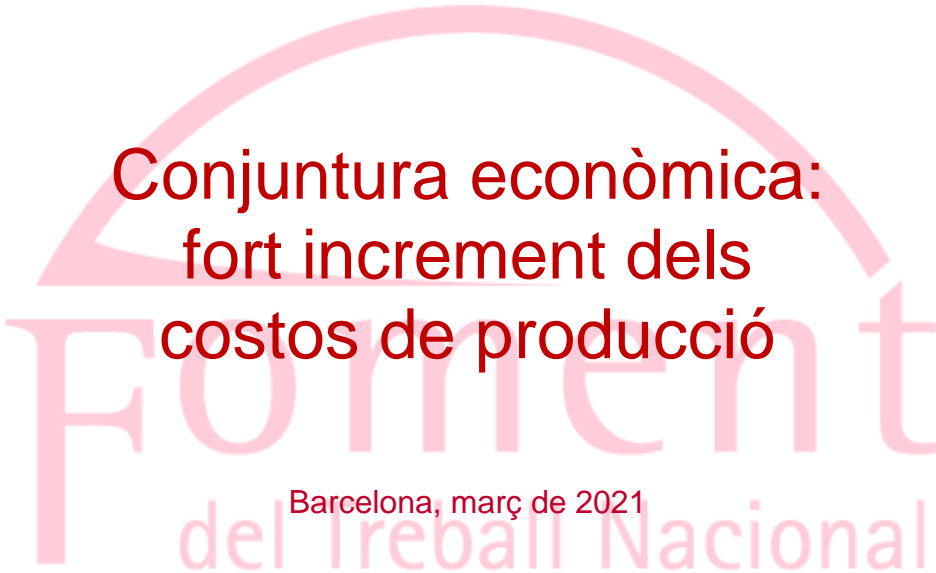 Conjuntura econòmica:
fort increment dels
costos de producció
Foment
Barcelona, març de 2021
del Treball Nacional